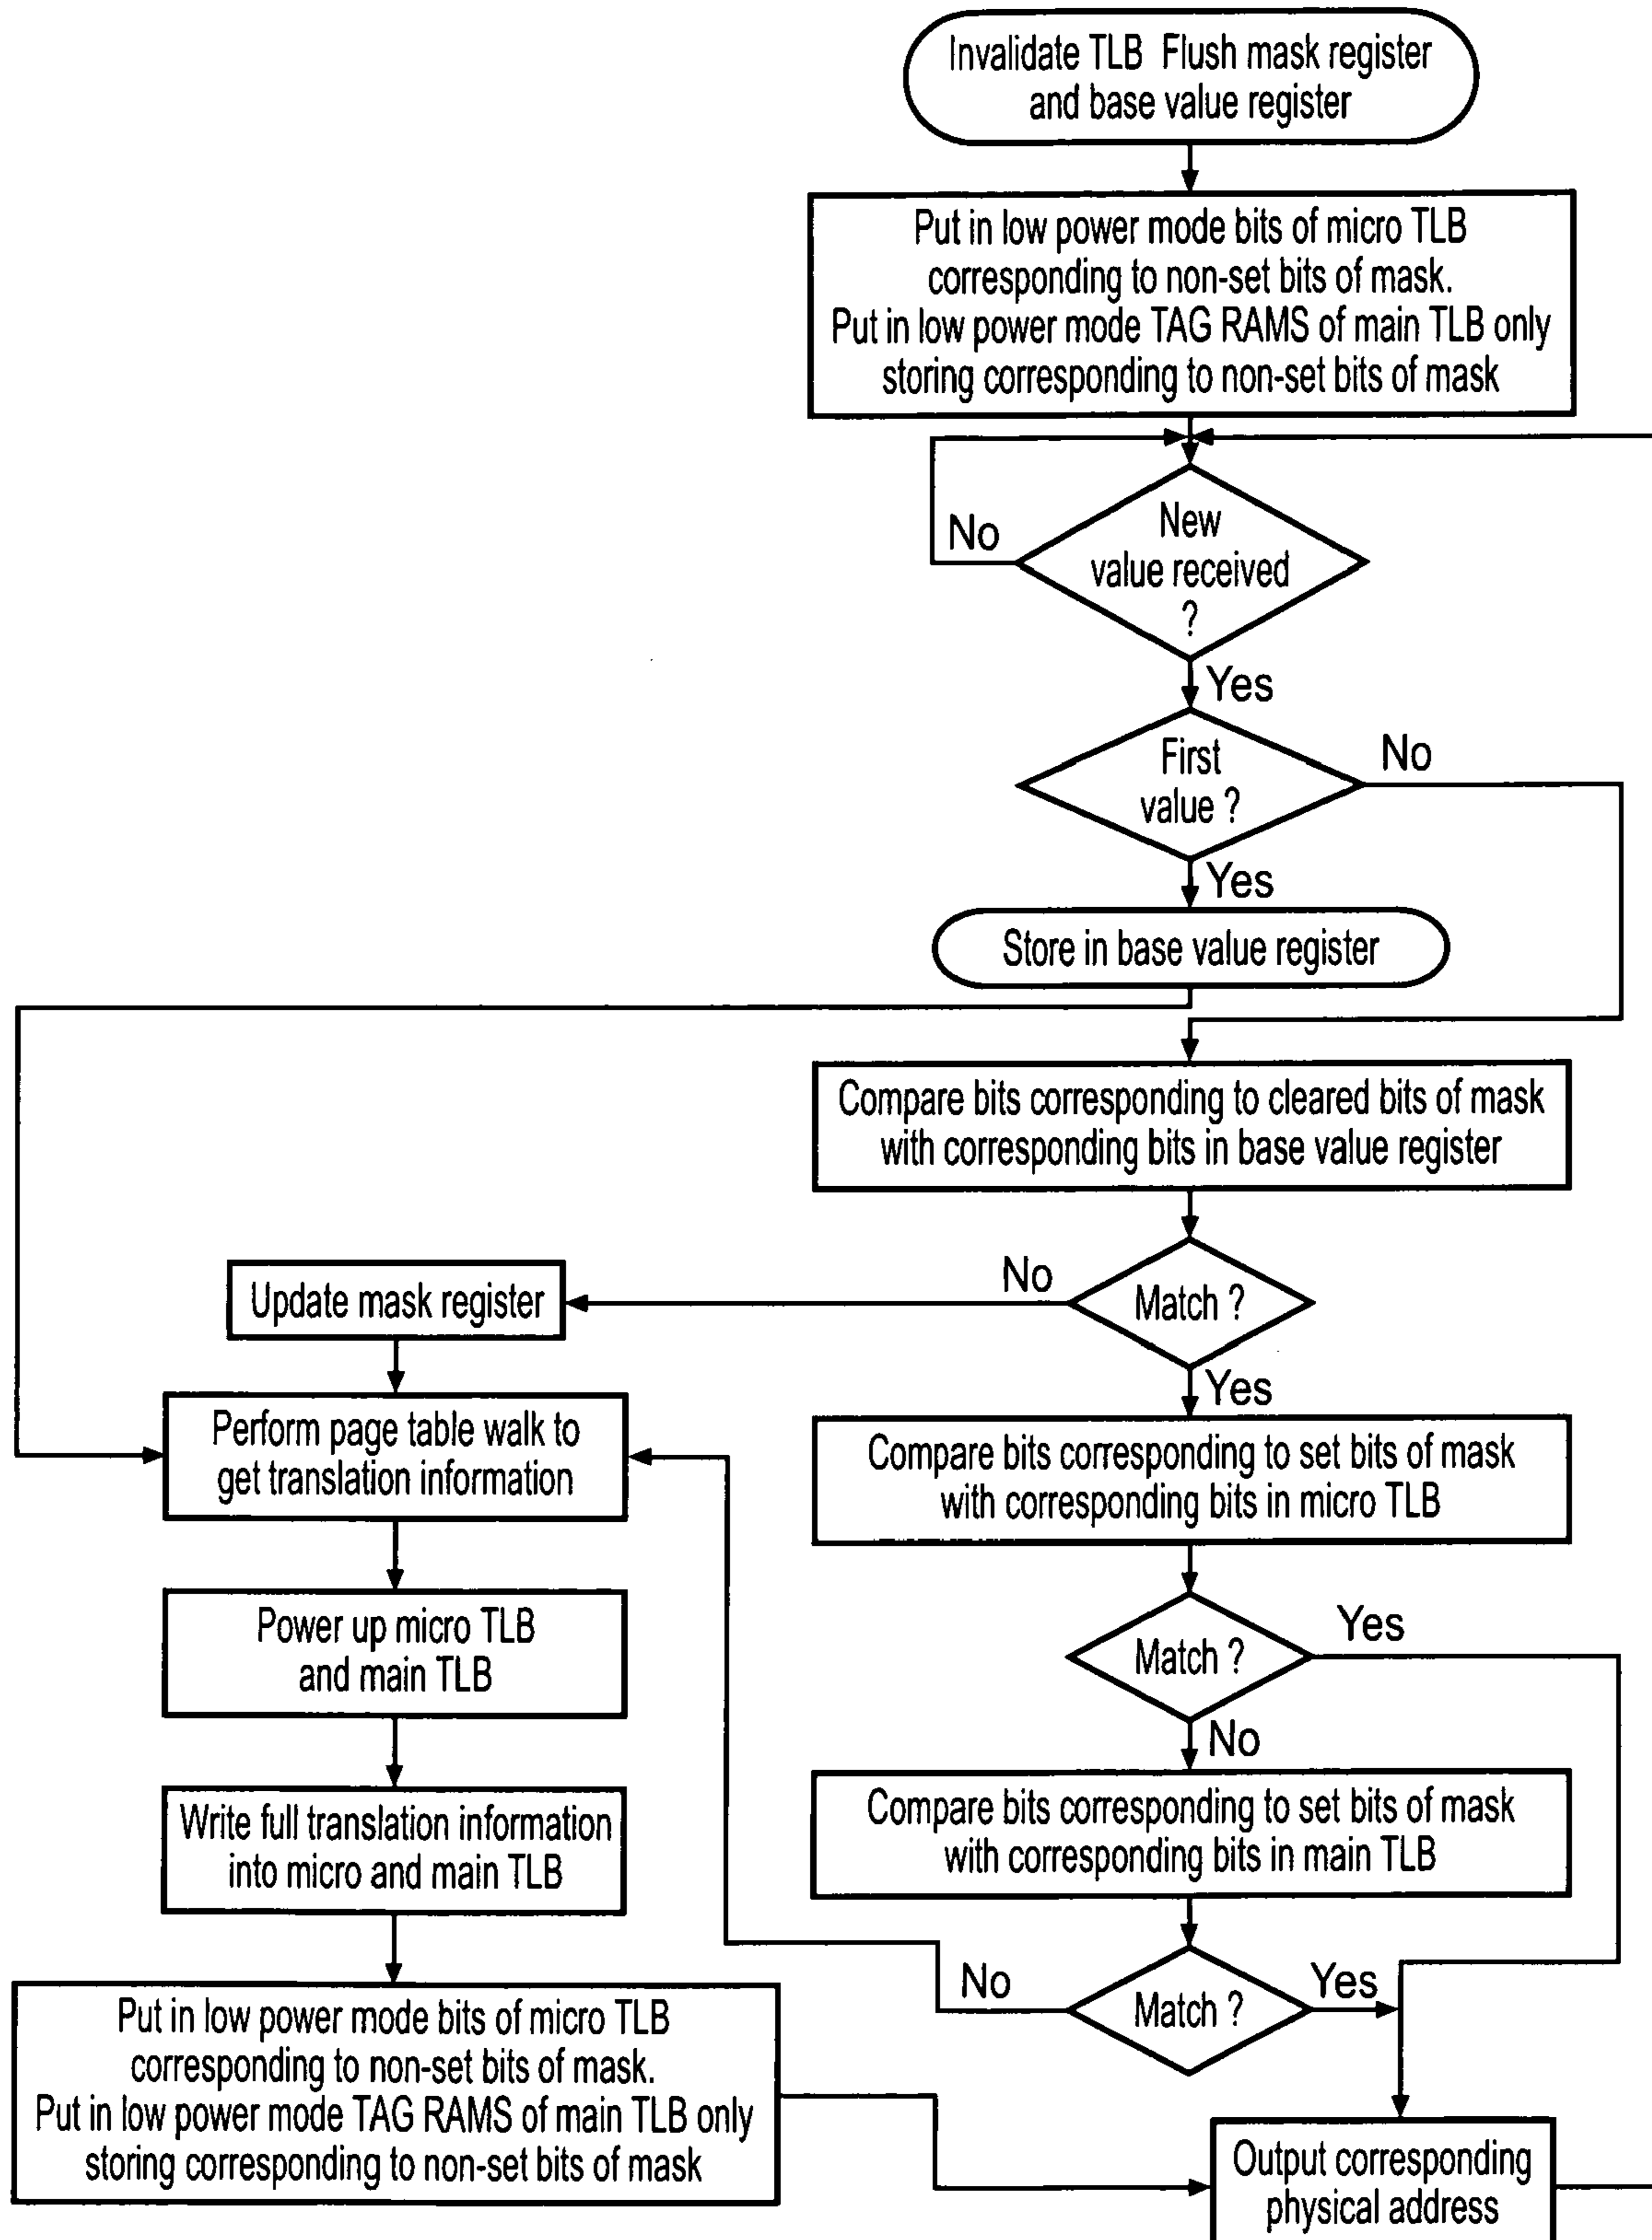 Invalidate TLB Flush mask register
and base value register
Put in low power mode bits of micro TLB
corresponding to non-set bits of mask.
Put in low power mode TAG RAMS of main TLB only
storing corresponding to non-set bits of mask
No
New
value received
?
Yes
First
value ?
No
Yes
Store in base value register
Compare bits corresponding to cleared bits of mask
with corresponding bits in base value register
Update mask register
No
Match ?
Yes
Perform page table walk to
get translation information
Compare bits corresponding to set bits of mask
with corresponding bits in micro TLB
Power up micro TLB
and main TLB
Match ?
Yes
No
Write full translation information
into micro and main TLB
Compare bits corresponding to set bits of mask
with corresponding bits in main TLB
No
Match ?
Yes
Put in low power mode bits of micro TLB
corresponding to non-set bits of mask.
Put in low power mode TAG RAMS of main TLB only
storing corresponding to non-set bits of mask
Output corresponding
physical address